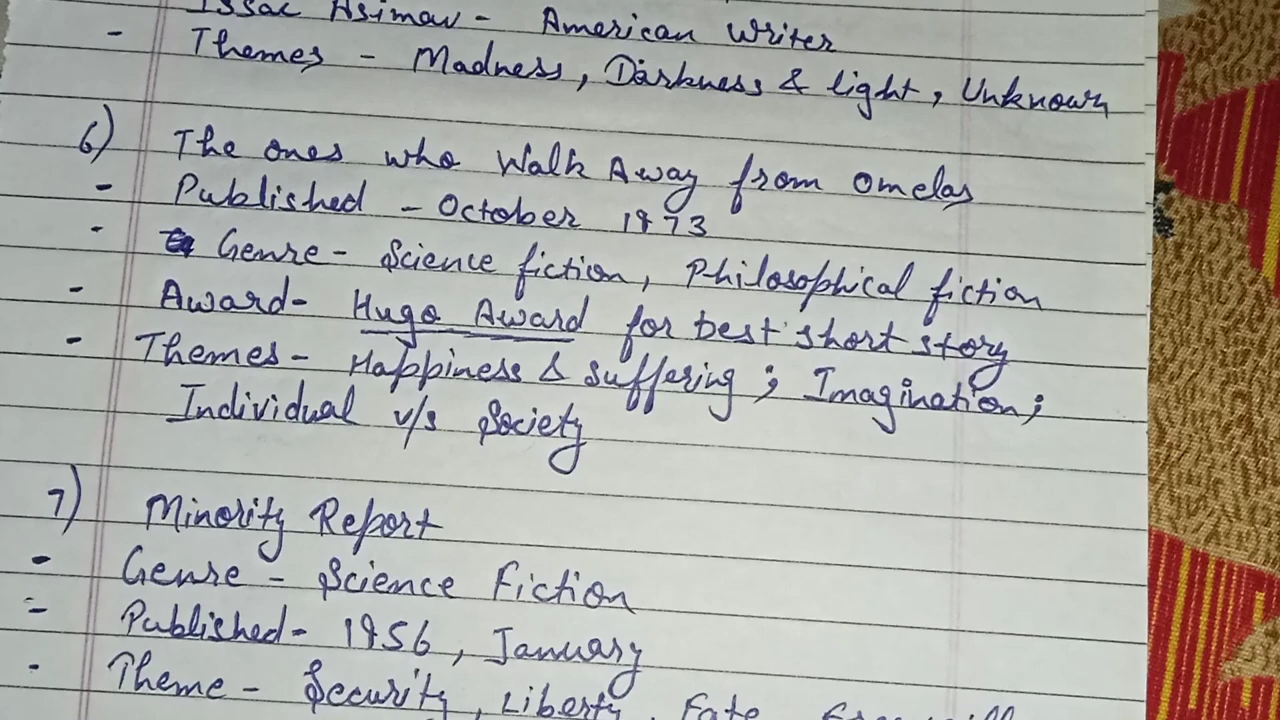 Issac Asimov - American Writer
- Themes - Madness, Darkness & light, Unknown
6) The ones who Walk Away from omelas
- Published - October 1973
- Genre - Science fiction, Philosophical fiction
- Award - Hugo Award for best short story
- Themes - Happiness & suffering ; Imagination ;
Individual v/s Society
7) Minority Report
- Genre - Science Fiction
- Published - 1956, January
- Theme - Security, Liberty, Fate,